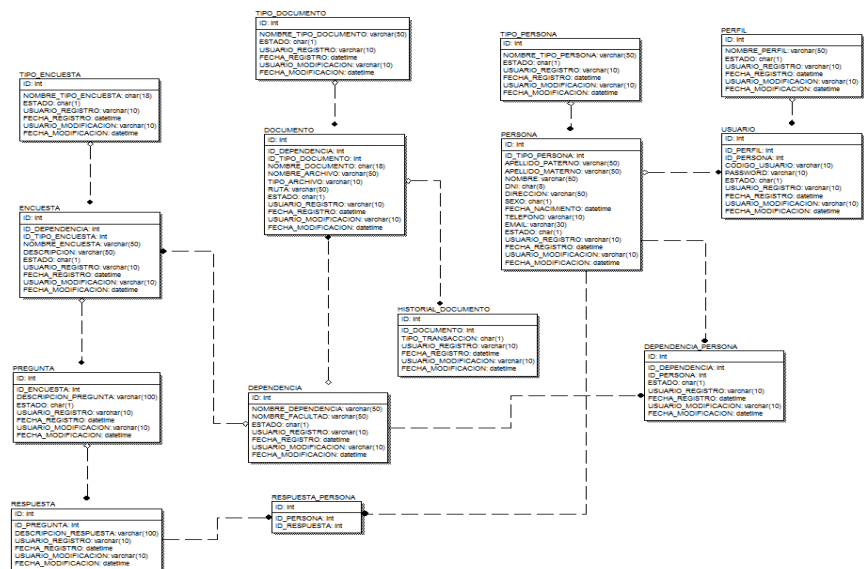 TIPO_DOCUMENTO
ID: int
NOMBRE_TIPO_DOCUMENTO: varchar(50)
ESTADO: char(1)
USUARIO_REGISTRO: varchar(10)
FECHA_REGISTRO: datetime
USUARIO_MODIFICACION: varchar(10)
FECHA_MODIFICACION: datetime
TIPO_PERSONA
ID: int
NOMBRE_TIPO_PERSONA: varchar(50)
ESTADO: char(1)
USUARIO_REGISTRO: varchar(10)
FECHA_REGISTRO: datetime
USUARIO_MODIFICACION: varchar(10)
FECHA_MODIFICACION: datetime
PERFIL
ID: int
NOMBRE_PERFIL: varchar(50)
ESTADO: char(1)
USUARIO_REGISTRO: varchar(10)
FECHA_REGISTRO: datetime
USUARIO_MODIFICACION: varchar(10)
FECHA_MODIFICACION: datetime
TIPO_ENCUESTA
ID: int
NOMBRE_TIPO_ENCUESTA: char(18)
ESTADO: char(1)
USUARIO_REGISTRO: varchar(10)
FECHA_REGISTRO: datetime
USUARIO_MODIFICACION: varchar(10)
FECHA_MODIFICACION: datetime
DOCUMENTO
ID: int
ID_DEPENDENCIA: int
ID_TIPO_DOCUMENTO: int
NOMBRE_DOCUMENTO: char(18)
NOMBRE_ARCHIVO: varchar(50)
TIPO_ARCHIVO: varchar(10)
RUTA: varchar(50)
ESTADO: char(1)
USUARIO_REGISTRO: varchar(10)
FECHA_REGISTRO: datetime
USUARIO_MODIFICACION: varchar(10)
FECHA_MODIFICACION: datetime
PERSONA
ID: int
ID_TIPO_PERSONA: int
APELLIDO_PATERNO: varchar(50)
APELLIDO_MATERNO: varchar(50)
NOMBRE: varchar(50)
DNI: char(8)
DIRECCION: varchar(50)
SEXO: char(1)
FECHA_NACIMIENTO: datetime
TELEFONO: varchar(10)
EMAIL: varchar(30)
ESTADO: char(1)
USUARIO_REGISTRO: varchar(10)
FECHA_REGISTRO: datetime
USUARIO_MODIFICACION: varchar(10)
FECHA_MODIFICACION: datetime
USUARIO
ID: int
ID_PERFIL: int
ID_PERSONA: int
CODIGO_USUARIO: varchar(10)
PASSWORD: varchar(10)
ESTADO: char(1)
USUARIO_REGISTRO: varchar(10)
FECHA_REGISTRO: datetime
USUARIO_MODIFICACION: varchar(10)
FECHA_MODIFICACION: datetime
ENCUESTA
ID: int
ID_DEPENDENCIA: int
ID_TIPO_ENCUESTA: int
NOMBRE_ENCUESTA: varchar(50)
DESCRIPCION: varchar(50)
ESTADO: char(1)
USUARIO_REGISTRO: varchar(10)
FECHA_REGISTRO: datetime
USUARIO_MODIFICACION: varchar(10)
FECHA_MODIFICACION: datetime
HISTORIAL_DOCUMENTO
ID: int
ID_DOCUMENTO: int
TIPO_TRANSACCION: char(1)
USUARIO_REGISTRO: varchar(10)
FECHA_REGISTRO: datetime
USUARIO_MODIFICACION: varchar(10)
FECHA_MODIFICACION: datetime
DEPENDENCIA_PERSONA
ID: int
ID_DEPENDENCIA: int
ID_PERSONA: int
ESTADO: char(1)
USUARIO_REGISTRO: varchar(10)
FECHA_REGISTRO: datetime
USUARIO_MODIFICACION: varchar(10)
FECHA_MODIFICACION: datetime
PREGUNTA
ID: int
ID_ENCUESTA: int
DESCRIPCION_PREGUNTA: varchar(100)
ESTADO: char(1)
USUARIO_REGISTRO: varchar(10)
FECHA_REGISTRO: datetime
USUARIO_MODIFICACION: varchar(10)
FECHA_MODIFICACION: datetime
DEPENDENCIA
ID: int
NOMBRE_DEPENDENCIA: varchar(50)
NOMBRE_FACULTAD: varchar(50)
ESTADO: char(1)
USUARIO_REGISTRO: varchar(10)
FECHA_REGISTRO: datetime
USUARIO_MODIFICACION: varchar(10)
FECHA_MODIFICACION: datetime
RESPUESTA
ID: int
ID_PREGUNTA: int
DESCRIPCION_RESPUESTA: varchar(100)
USUARIO_REGISTRO: varchar(10)
FECHA_REGISTRO: datetime
USUARIO_MODIFICACION: varchar(10)
FECHA_MODIFICACION: datetime
RESPUESTA_PERSONA
ID: int
ID_PERSONA: int
ID_RESPUESTA: int